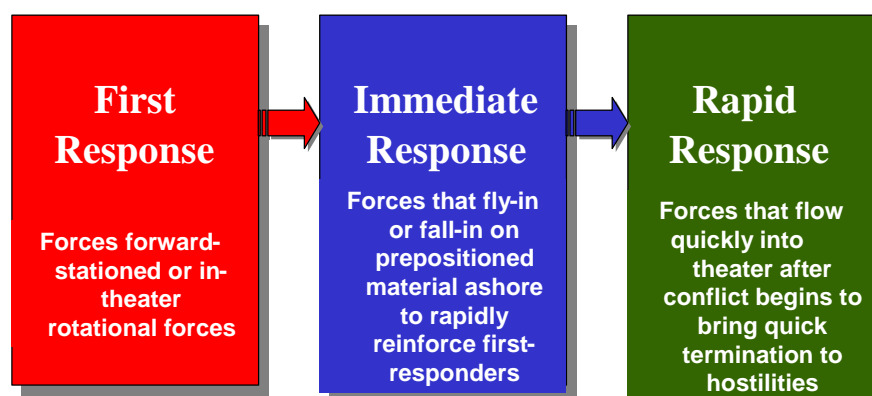 First
Response
Forces forward-
stationed or in-
theater
rotational forces
Immediate
Response
Forces that fly-in
or fall-in on
prepositioned
material ashore
to rapidly
reinforce first-
responders
Rapid
Response
Forces that flow
quickly into
theater after
conflict begins to
bring quick
termination to
hostilities